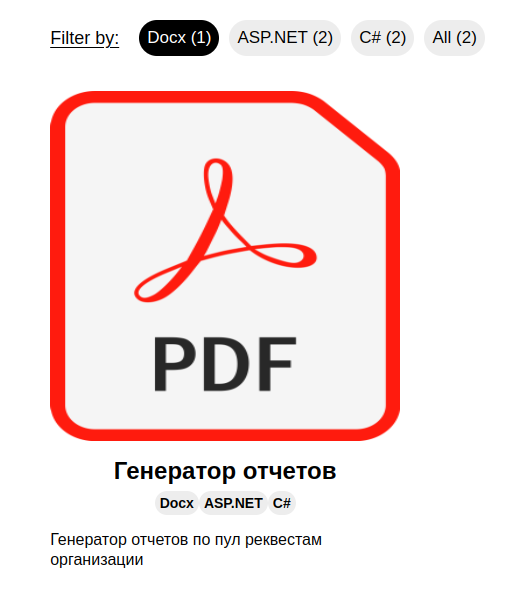 Filter by: Docx (1) ASP.NET (2) C# (2) All (2)
PDF
Генератор отчетов
Docx ASP.NET C#
Генератор отчетов по пул реквестам
организации